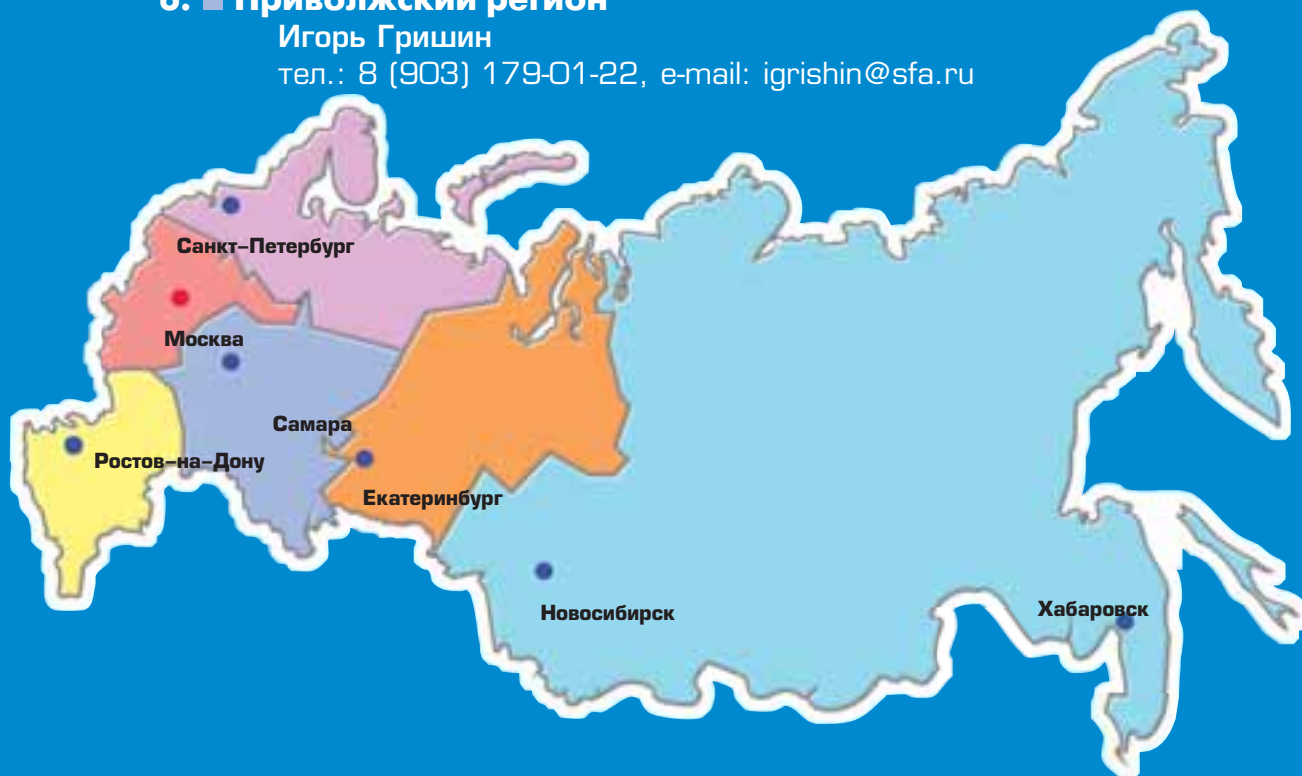 6. Приволжский регион
Игорь Гришин
тел.: 8 (903) 179-01-22, e-mail: igrishin@sfa.ru
Санкт-Петербург
Москва
Самара
Ростов-на-Дону
Екатеринбург
Новосибирск
Хабаровск